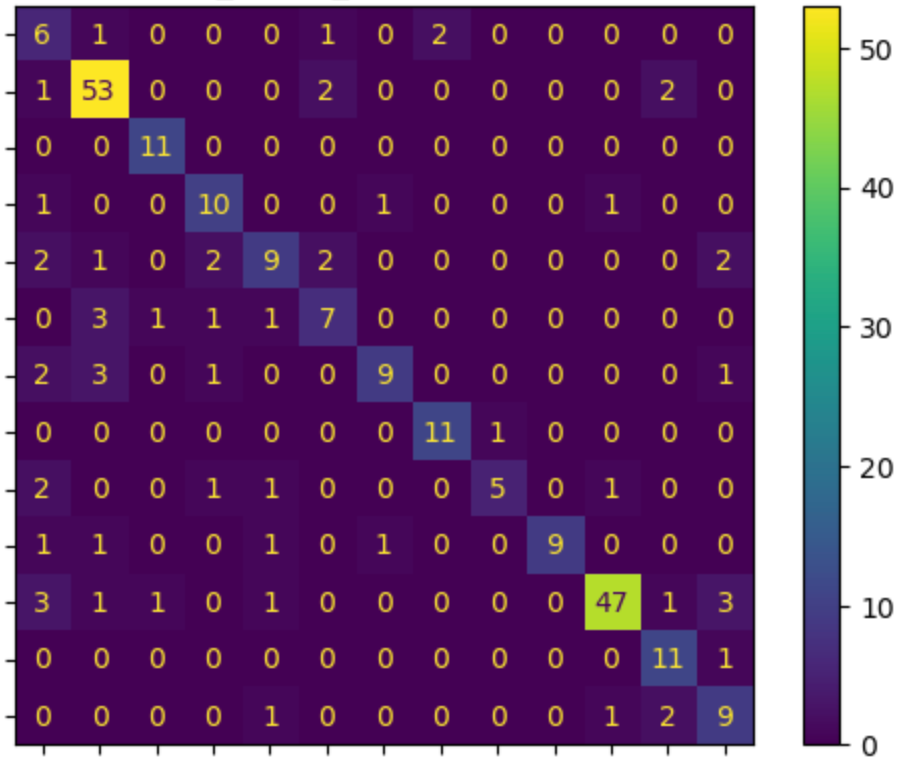 6 1 0 0 0 1 0 2 0 0 0 0 0
1 53 0 0 0 2 0 0 0 0 0 2 0
0 0 11 0 0 0 0 0 0 0 0 0 0
1 0 0 10 0 0 1 0 0 0 1 0 0
2 1 0 2 9 2 0 0 0 0 0 0 2
0 3 1 1 1 7 0 0 0 0 0 0 0
2 3 0 1 0 0 9 0 0 0 0 0 1
0 0 0 0 0 0 0 11 1 0 0 0 0
2 0 0 1 1 0 0 0 5 0 1 0 0
1 1 0 0 1 0 1 0 0 9 0 0 0
3 1 1 0 1 0 0 0 0 0 47 1 3
0 0 0 0 0 0 0 0 0 0 0 11 1
0 0 0 0 1 0 0 0 0 0 1 2 9
50
40
30
20
10
0